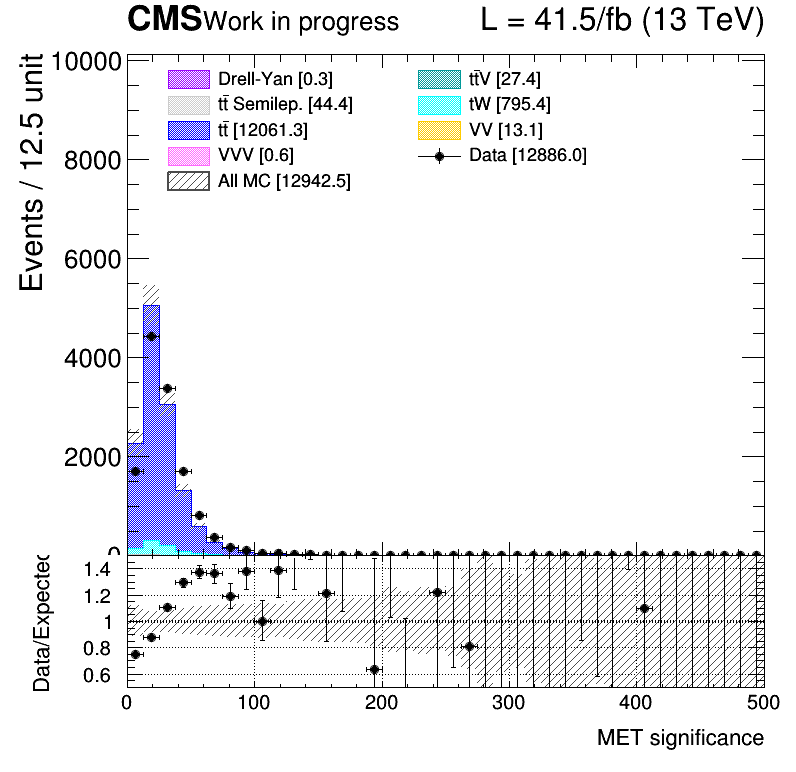 CMS Work in progress L = 41.5/fb (13 TeV)
Events / 12.5 unit
10000
8000
6000
4000
2000
0
Drell-Yan [0.3]
tt̄ Semilep. [44.4]
tt̄ [12061.3]
VVV [0.6]
All MC [12942.5]
tt̄V [27.4]
tW [795.4]
VV [13.1]
Data [12886.0]
Data/Expected
1.4
1.2
1
0.8
0.6
0 100 200 300 400 500
MET significance